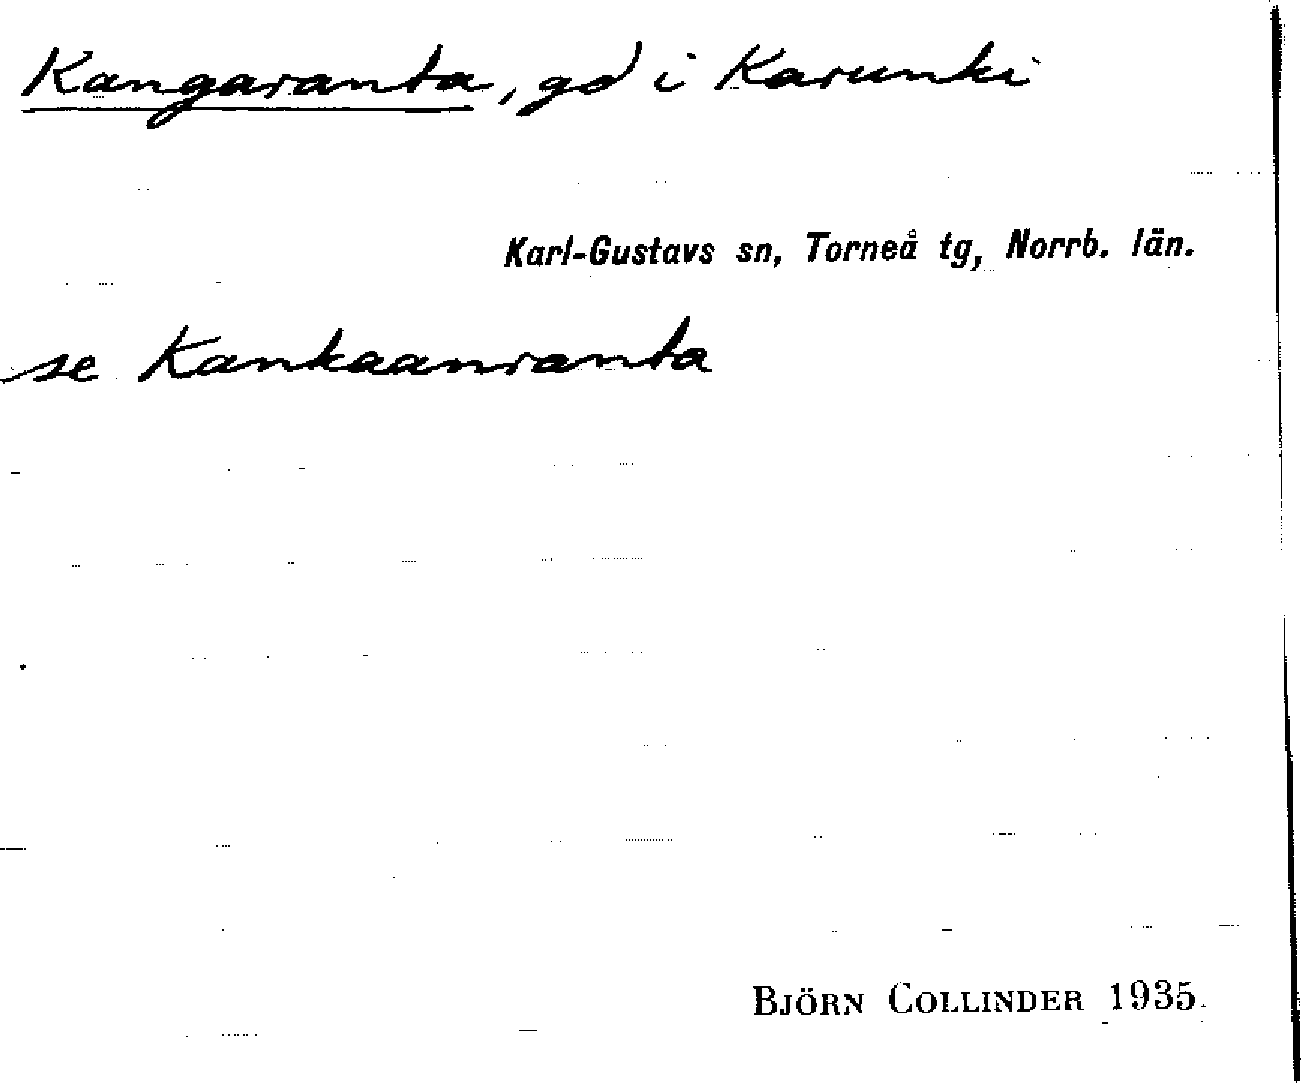 Kangaranta, gd i Karunki
Karl-Gustavs sn, Torneå tg, Norrb. län.
se Kankaanranta
BJÖRN COLLINDER 1935